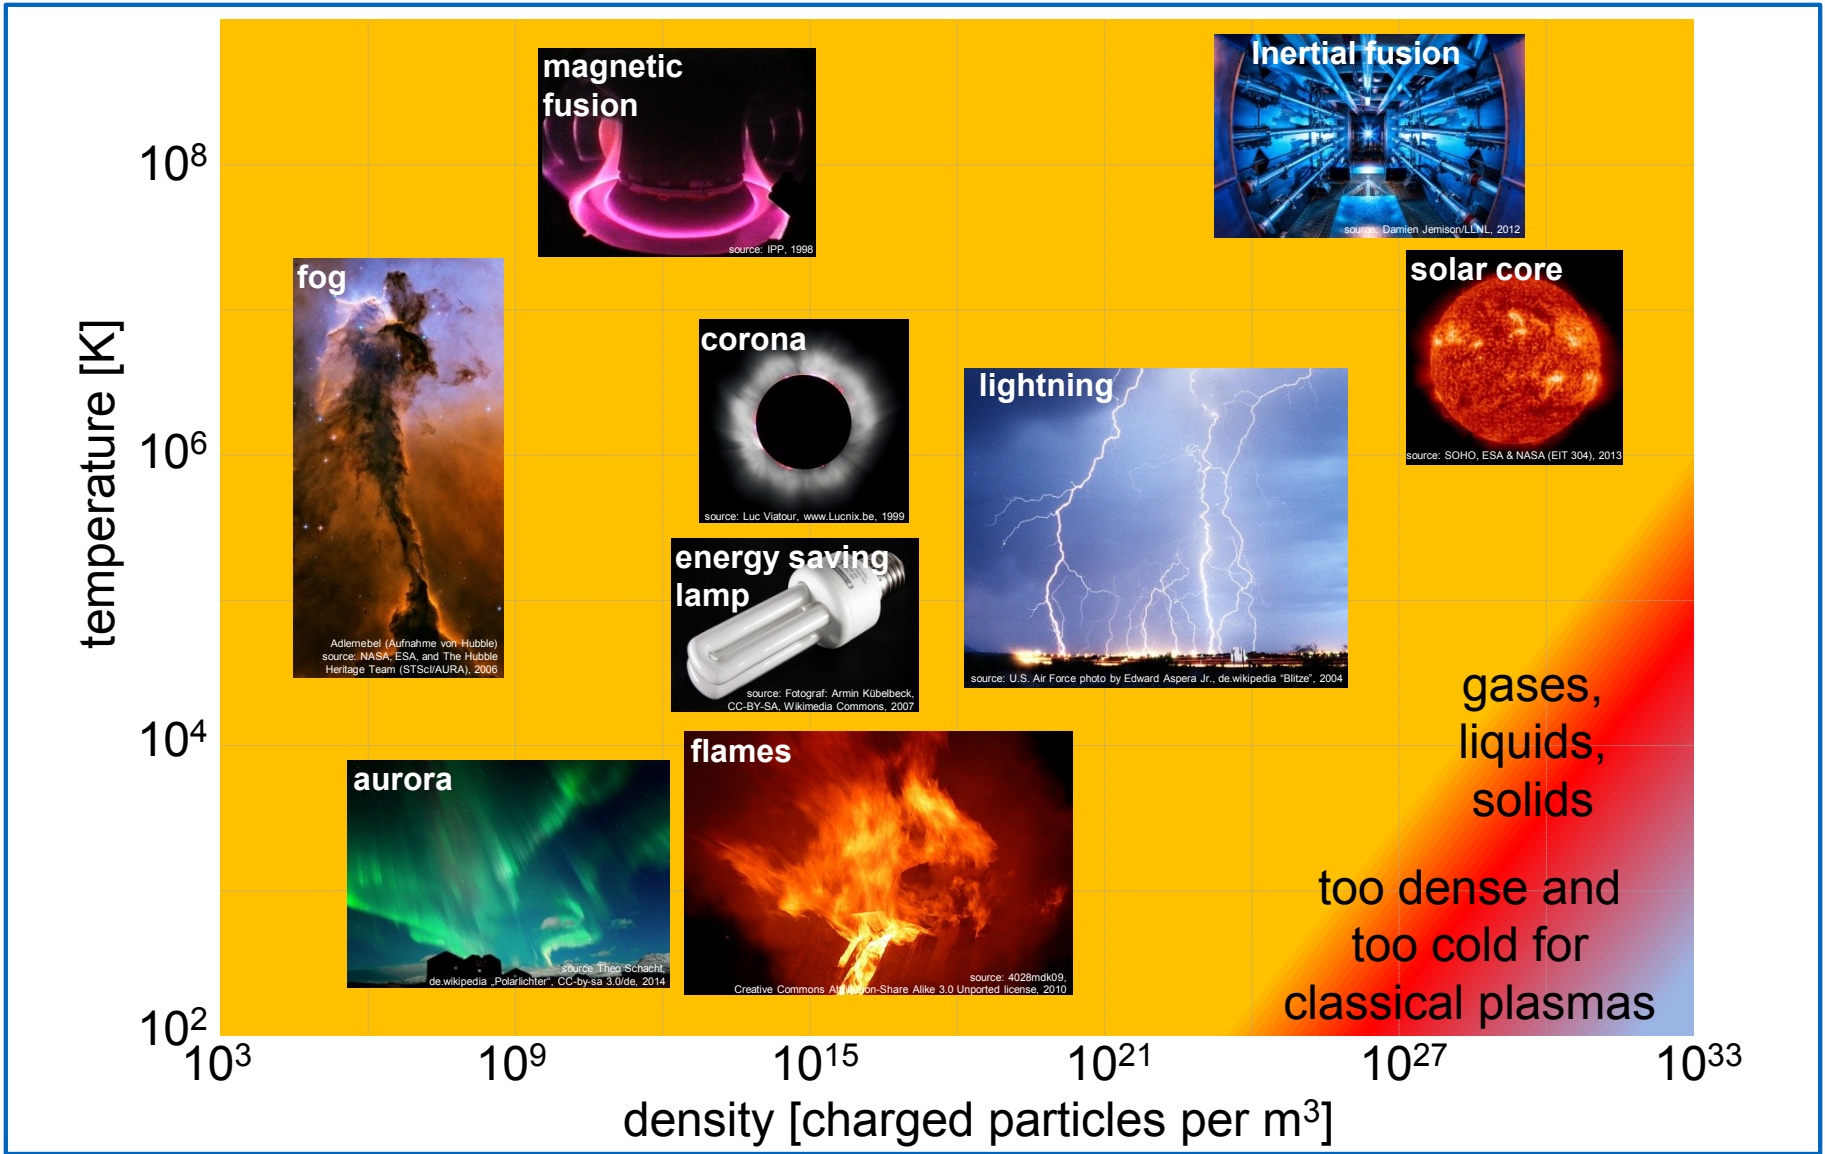 magnetic
fusion
source: IPP, 1998
Inertial fusion
source: Damien Jemison/LLNL, 2012
fog
Adlernebel (Aufnahme von Hubble)
source: NASA, ESA, and The Hubble
Heritage Team (STScI/AURA), 2006
corona
source: Luc Viatour, www.Lucnix.be, 1999
lightning
source: U.S. Air Force photo by Edward Aspera Jr., de.wikipedia “Blitze”, 2004
solar core
source: SOHO, ESA & NASA (EIT 304), 2013
energy saving
lamp
source: Fotograf: Armin Kübelbeck,
CC-BY-SA, Wikimedia Commons, 2007
aurora
source Theo Schacht,
de.wikipedia „Polarlichter“, CC-by-sa 3.0/de, 2014
flames
source: 4028mdk09,
Creative Commons Attribution-Share Alike 3.0 Unported license, 2010
gases,
liquids,
solids
too dense and
too cold for
classical plasmas
temperature [K]
10⁸
10⁶
10⁴
10²
10³
10⁹
10¹⁵
10²¹
10²⁷
10³³
density [charged particles per m³]